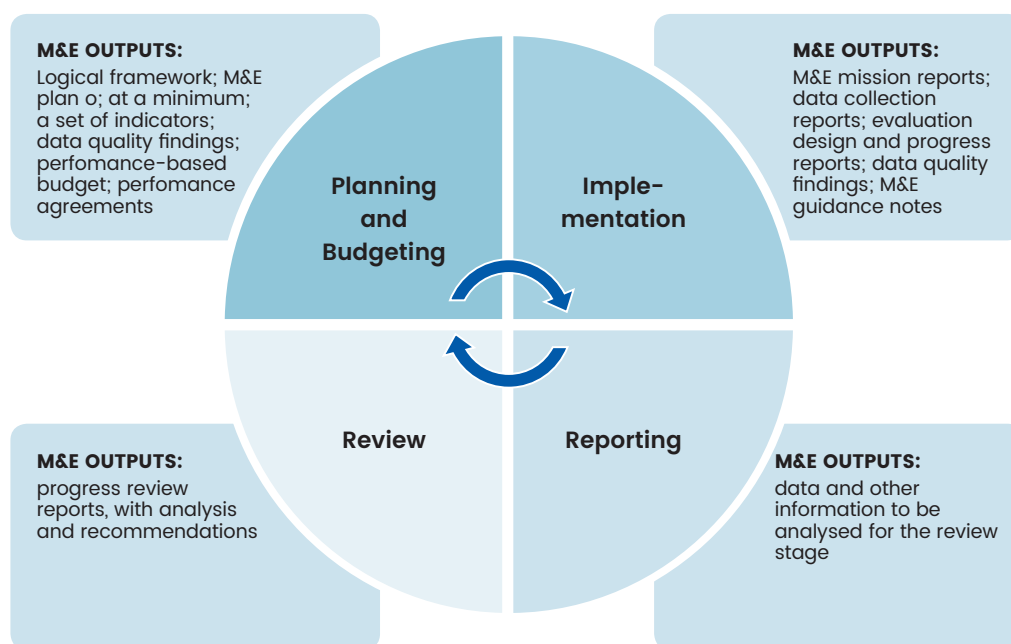 M&E OUTPUTS:
Logical framework; M&E
plan o; at a minimum;
a set of indicators;
data quality findings;
perfomance-based
budget; perfomance
agreements
Planning
and
Budgeting
Imple-
mentation
M&E OUTPUTS:
M&E mission reports;
data collection
reports; evaluation
design and progress
reports; data quality
findings; M&E
guidance notes
Review
Reporting
M&E OUTPUTS:
progress review
reports, with analysis
and recommendations
M&E OUTPUTS:
data and other
information to be
analysed for the review
stage